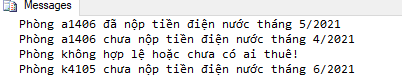 Messages
Phòng a1406 đã nộp tiền điện nước tháng 5/2021
Phòng a1406 chưa nộp tiền điện nước tháng 4/2021
Phòng không hợp lệ hoặc chưa có ai thuê!
Phòng k4105 chưa nộp tiền điện nước tháng 6/2021